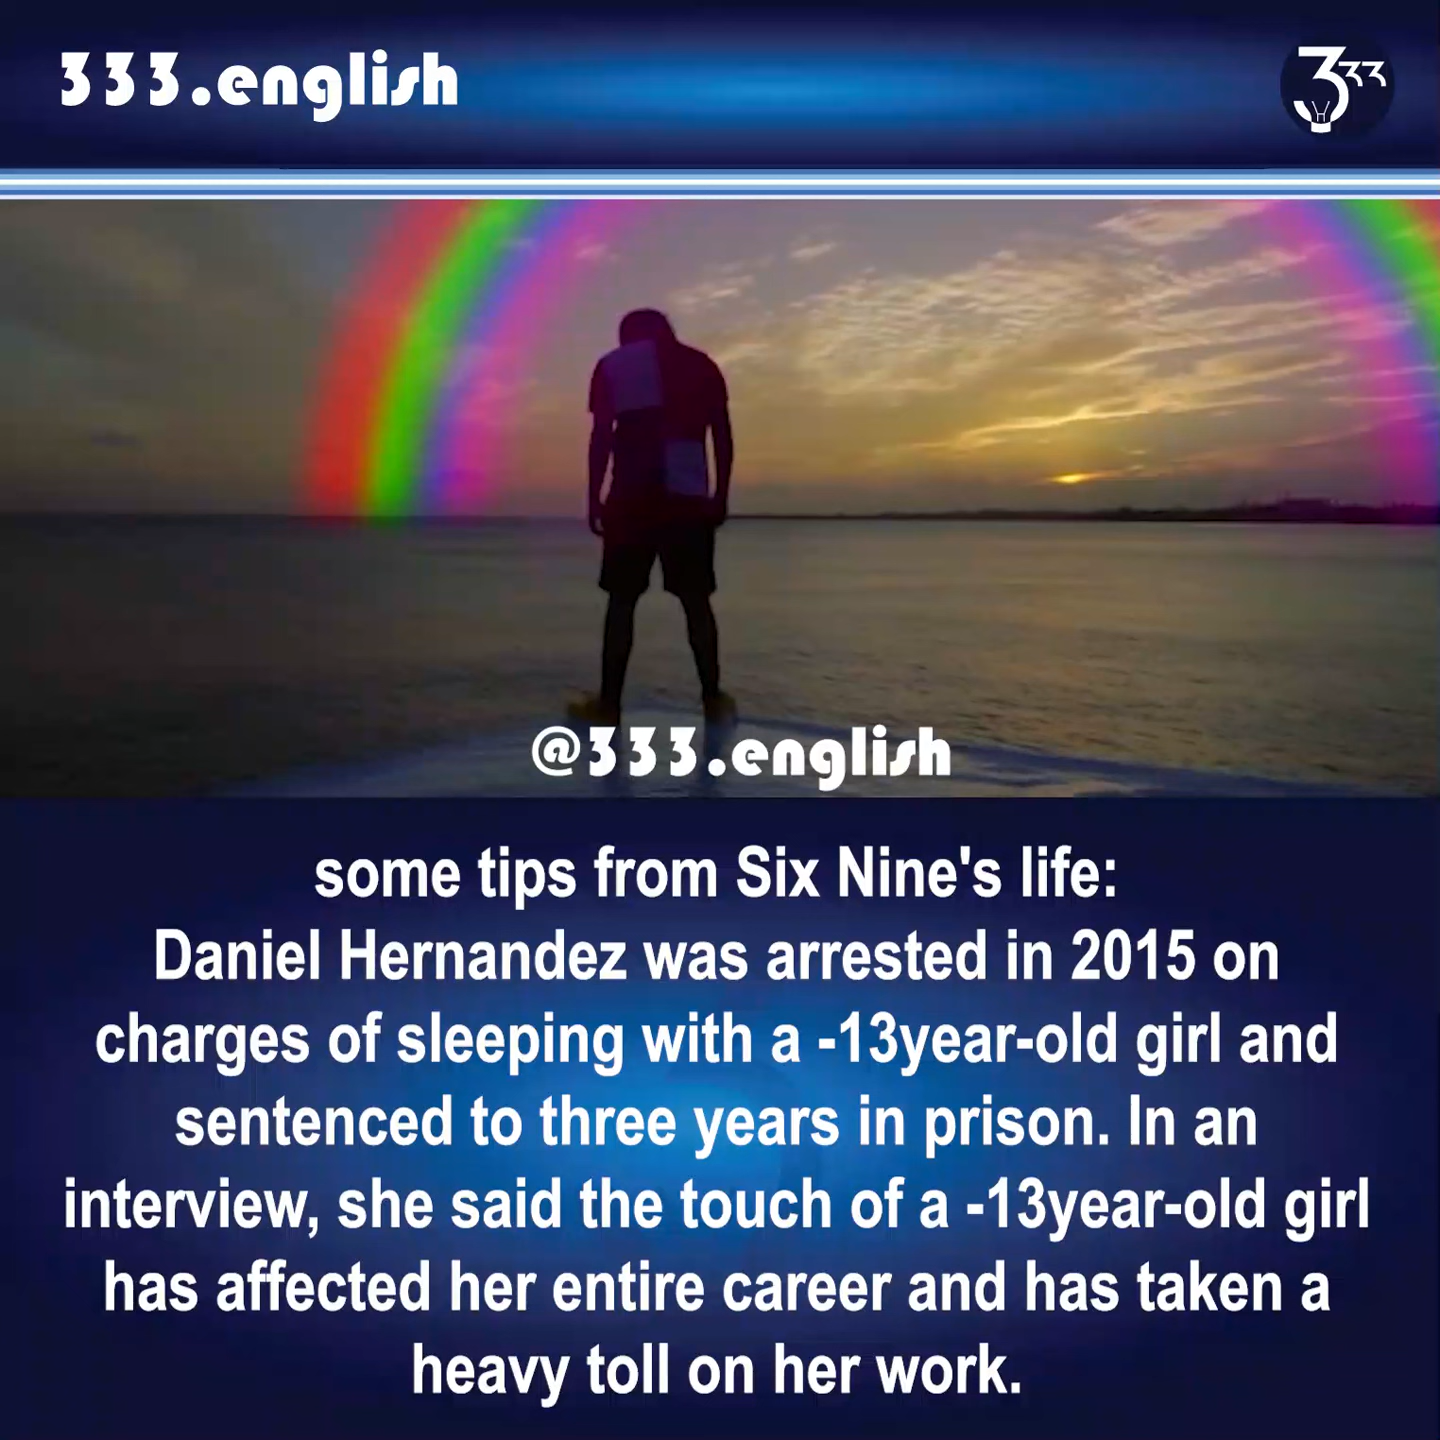 333.english
333
@333.english
some tips from Six Nine's life:
Daniel Hernandez was arrested in 2015 on
charges of sleeping with a -13year-old girl and
sentenced to three years in prison. In an
interview, she said the touch of a -13year-old girl
has affected her entire career and has taken a
heavy toll on her work.